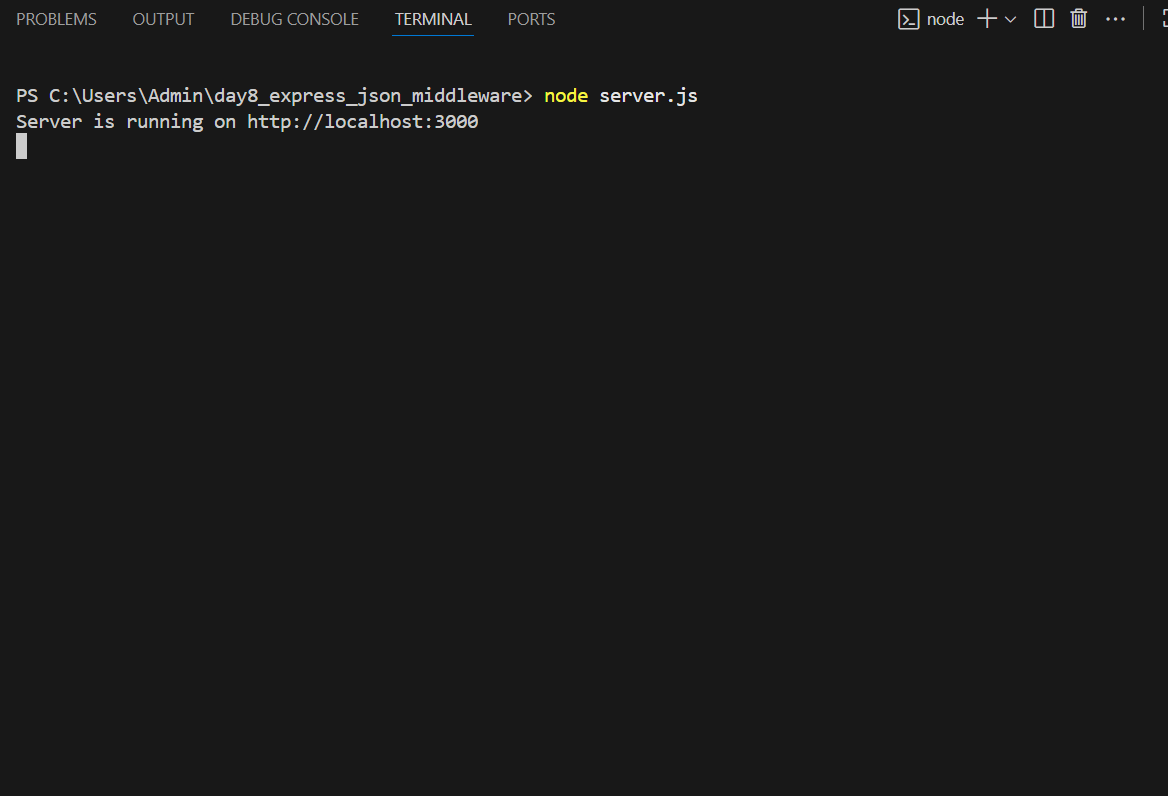 PROBLEMS OUTPUT DEBUG CONSOLE TERMINAL PORTS node
PS C:\Users\Admin\day8_express_json_middleware> node server.js
Server is running on http://localhost:3000